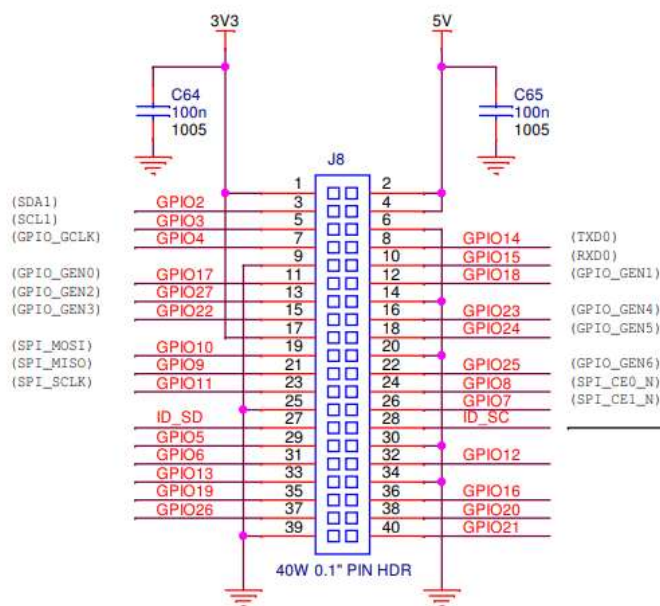 3V3 5V
C64 C65
100n 100n
1005 1005
J8
1 2
(SDA1) GPIO2 3 4
(SCL1) GPIO3 5 6
(GPIO_GCLK) GPIO4 7 8 GPIO14 (TXD0)
9 10 GPIO15 (RXD0)
(GPIO_GEN0) GPIO17 11 12 GPIO18 (GPIO_GEN1)
(GPIO_GEN2) GPIO27 13 14
(GPIO_GEN3) GPIO22 15 16 GPIO23 (GPIO_GEN4)
17 18 GPIO24 (GPIO_GEN5)
(SPI_MOSI) GPIO10 19 20
(SPI_MISO) GPIO9 21 22 GPIO25 (GPIO_GEN6)
(SPI_SCLK) GPIO11 23 24 GPIO8 (SPI_CE0_N)
25 26 GPIO7 (SPI_CE1_N)
ID_SD 27 28 ID_SC
GPIO5 29 30
GPIO6 31 32 GPIO12
GPIO13 33 34
GPIO19 35 36 GPIO16
GPIO26 37 38 GPIO20
39 40 GPIO21
40W 0.1" PIN HDR